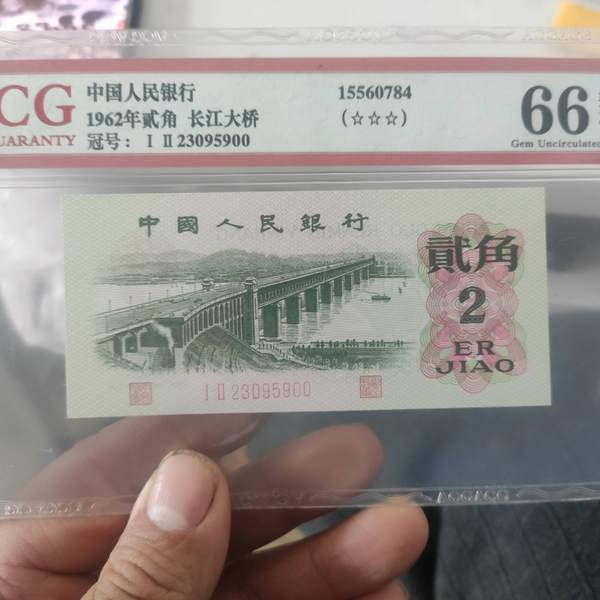 CG
UARANTY
中国人民银行
1962年贰角 长江大桥
冠号: I II 23095900
15560784
(☆☆☆)
66
Gem Uncirculated
中國人民銀行
貳角
2
ER
JIAO
I II 23095900